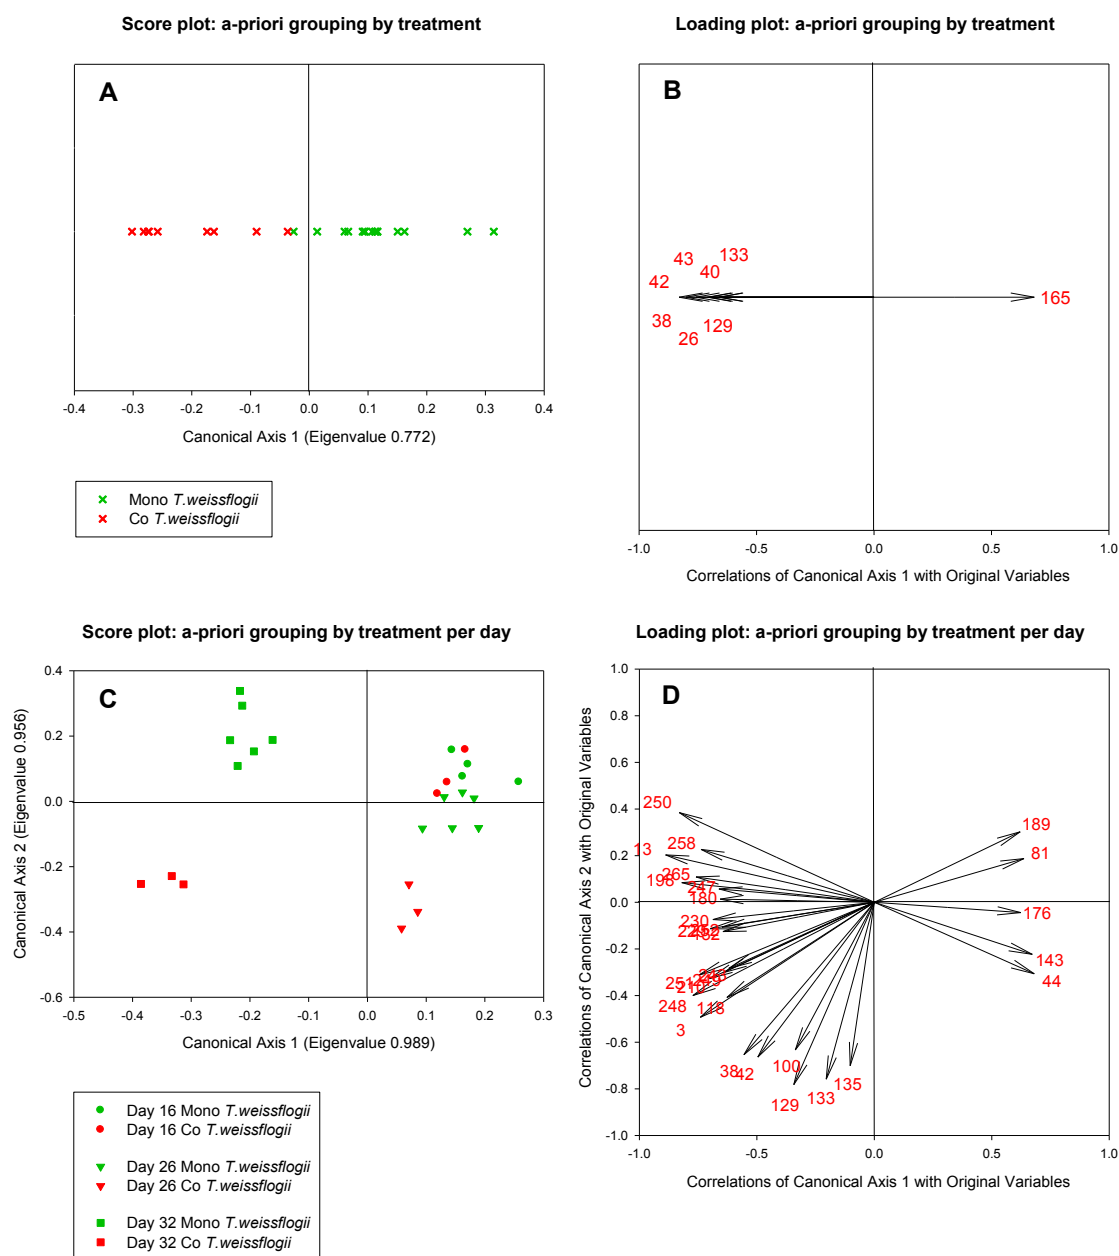 Score plot: a-priori grouping by treatment
Loading plot: a-priori grouping by treatment
A
B
43
133
40
42
165
38
129
26
-0.4 -0.3 -0.2 -0.1 0.0 0.1 0.2 0.3 0.4
Canonical Axis 1 (Eigenvalue 0.772)
Mono T.weissflogii
Co T.weissflogii
-1.0 -0.5 0.0 0.5 1.0
Correlations of Canonical Axis 1 with Original Variables
Score plot: a-priori grouping by treatment per day
Loading plot: a-priori grouping by treatment per day
C
Canonical Axis 2 (Eigenvalue 0.956)
0.4
0.2
0.0
-0.2
-0.4
-0.6
-0.5 -0.4 -0.3 -0.2 -0.1 0.0 0.1 0.2 0.3
Canonical Axis 1 (Eigenvalue 0.989)
Day 16 Mono T.weissflogii
Day 16 Co T.weissflogii
Day 26 Mono T.weissflogii
Day 26 Co T.weissflogii
Day 32 Mono T.weissflogii
Day 32 Co T.weissflogii
D
Correlations of Canonical Axis 2 with Original Variables
1.0
0.8
0.6
0.4
0.2
0.0
-0.2
-0.4
-0.6
-0.8
-1.0
250
189
258
13
81
265
198
247
180
176
230
182
143
44
251
248
118
3
38
42
100
135
133
129
-1.0 -0.5 0.0 0.5 1.0
Correlations of Canonical Axis 1 with Original Variables